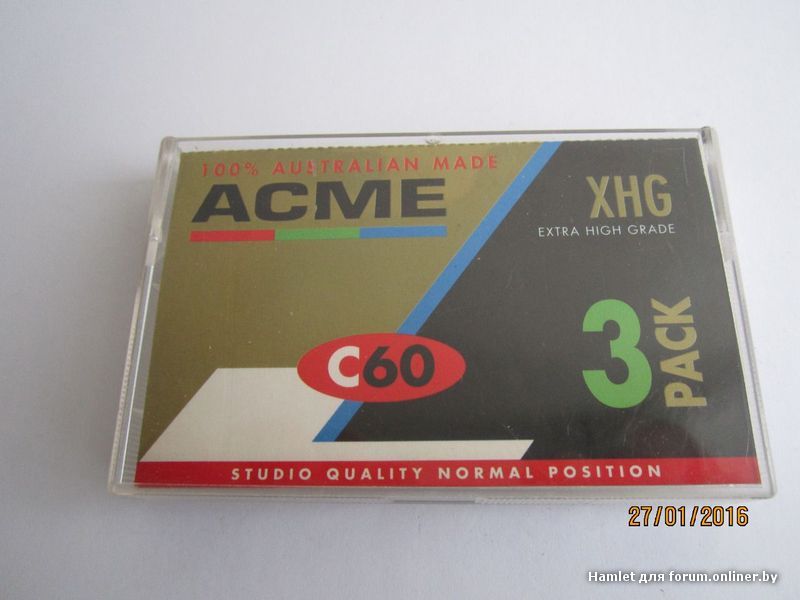 100% AUSTRALIAN MADE
ACME
XHG
EXTRA HIGH GRADE
3
PACK
C60
STUDIO QUALITY NORMAL POSITION
27/01/2016
Hamlet для forum.onliner.by